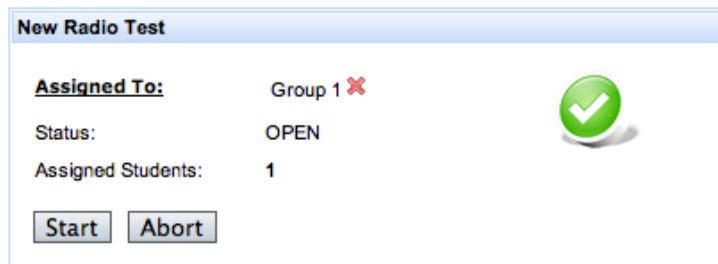 New Radio Test
Assigned To: Group 1
Status: OPEN
Assigned Students: 1
Start Abort